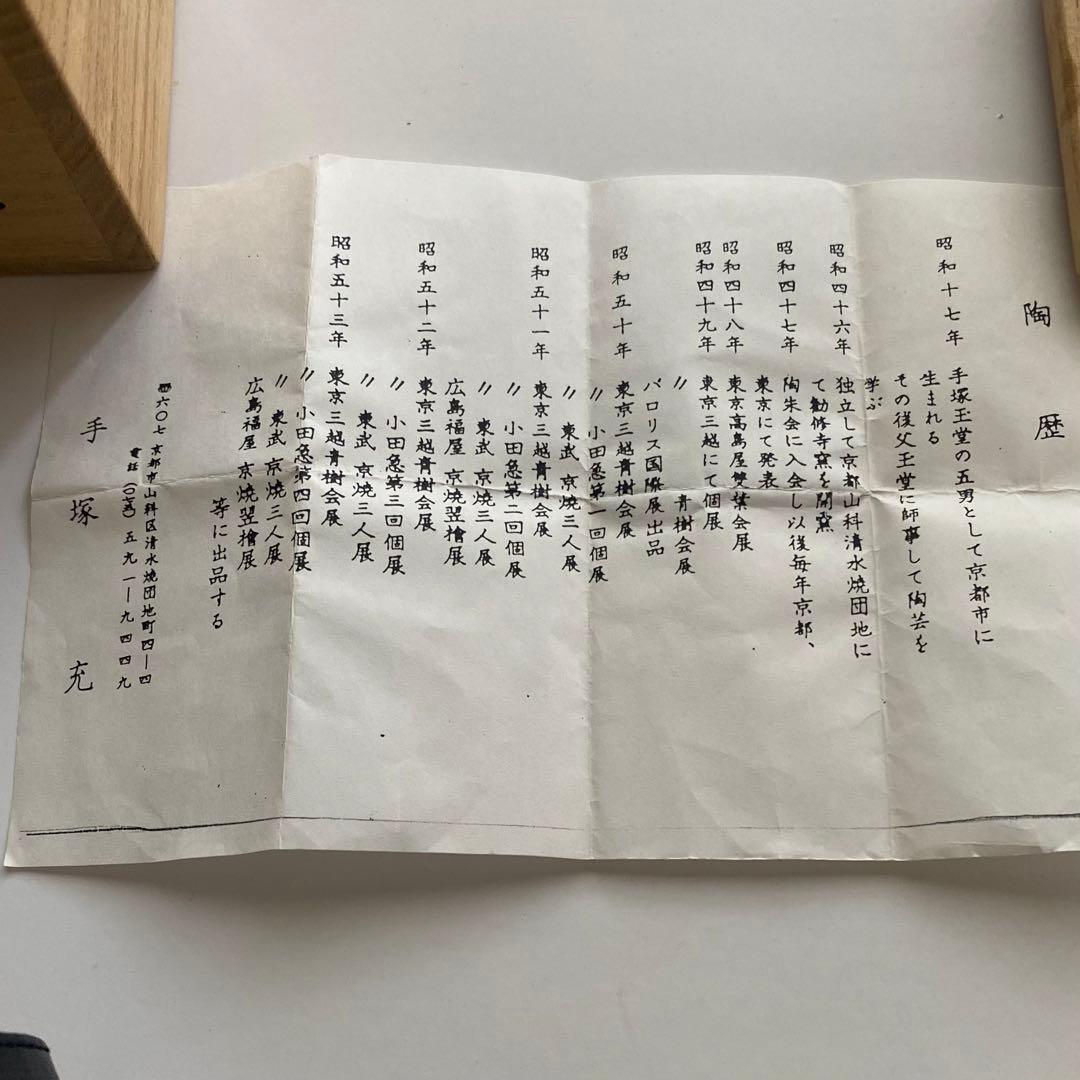 陶歴
昭和十七年 手塚玉堂の五男として京都市に
生まれる
その後父玉堂に師事して陶芸を
学ぶ
昭和四十六年 独立して京都山科清水焼団地に
て勧修寺窯を開窯
昭和四十七年 陶朱会に入会し以後毎年京都、
東京にて発表
昭和四十八年 東京高島屋雙葉会展
昭和四十九年 東京三越にて個展
〃 青樹会展
バロリス国際展出品
昭和五十年 東京三越青樹会展
〃 小田急第一回個展
〃 東武 京焼三人展
昭和五十一年 東京三越青樹会展
〃 小田急第二回個展
〃 東武 京焼三人展
広島福屋 京焼翌檜展
昭和五十二年 東京三越青樹会展
〃 小田急第三回個展
〃 東武 京焼三人展
昭和五十三年 東京三越青樹会展
〃 小田急第四回個展
〃 東武 京焼三人展
広島福屋 京焼翌檜展
等に出品する
六〇七 京都市山科区清水焼団地町四―四
電話 五九一―九四四九
手塚 充